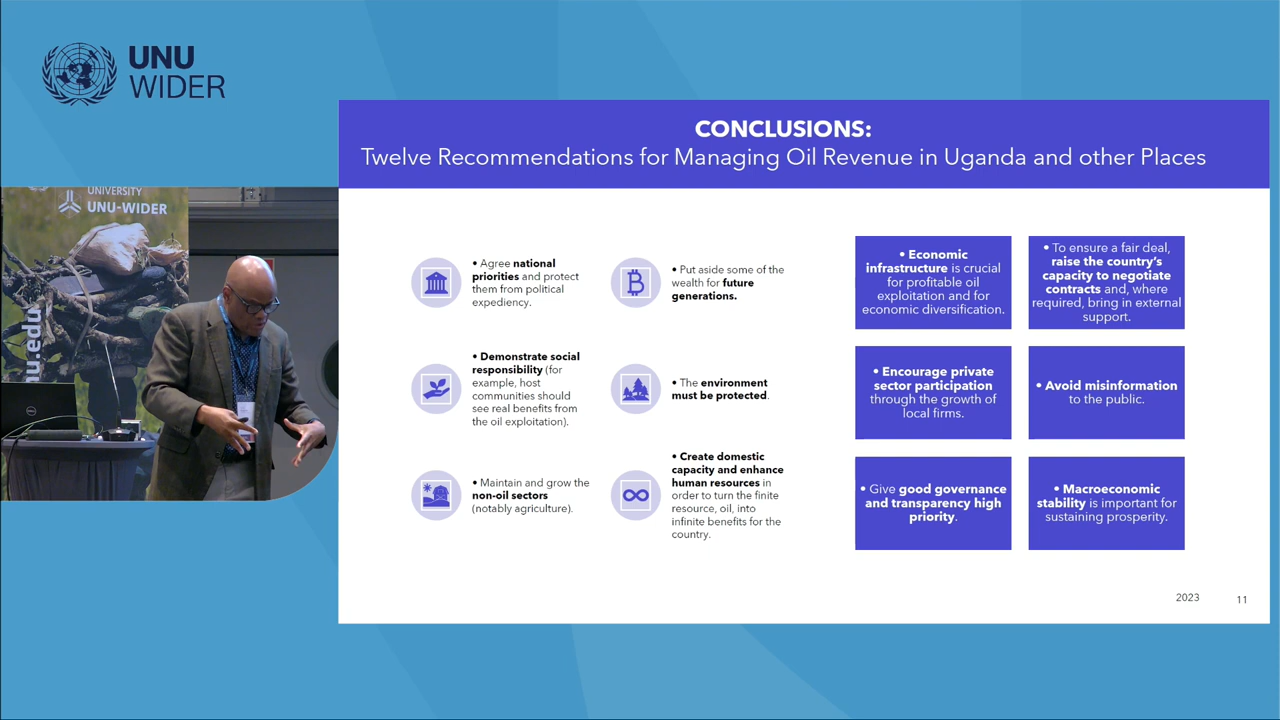 UNU
WIDER
CONCLUSIONS:
Twelve Recommendations for Managing Oil Revenue in Uganda and other Places
UNIVERSITY
UNU-WIDER
nu.edu
• Agree national
priorities and protect
them from political
expediency.
• Put aside some of the
wealth for future
generations.
• Demonstrate social
responsibility (for
example, host
communities should
see real benefits from
the oil exploitation).
• The environment
must be protected.
• Maintain and grow the
non-oil sectors
(notably agriculture).
• Create domestic
capacity and enhance
human resources in
order to turn the finite
resource, oil, into
infinite benefits for the
country.
• Economic
infrastructure is crucial
for profitable oil
exploitation and for
economic diversification.
• To ensure a fair deal,
raise the country's
capacity to negotiate
contracts and, where
required, bring in external
support.
• Encourage private
sector participation
through the growth of
local firms.
• Avoid misinformation
to the public.
• Give good governance
and transparency high
priority.
• Macroeconomic
stability is important for
sustaining prosperity.
2023
11